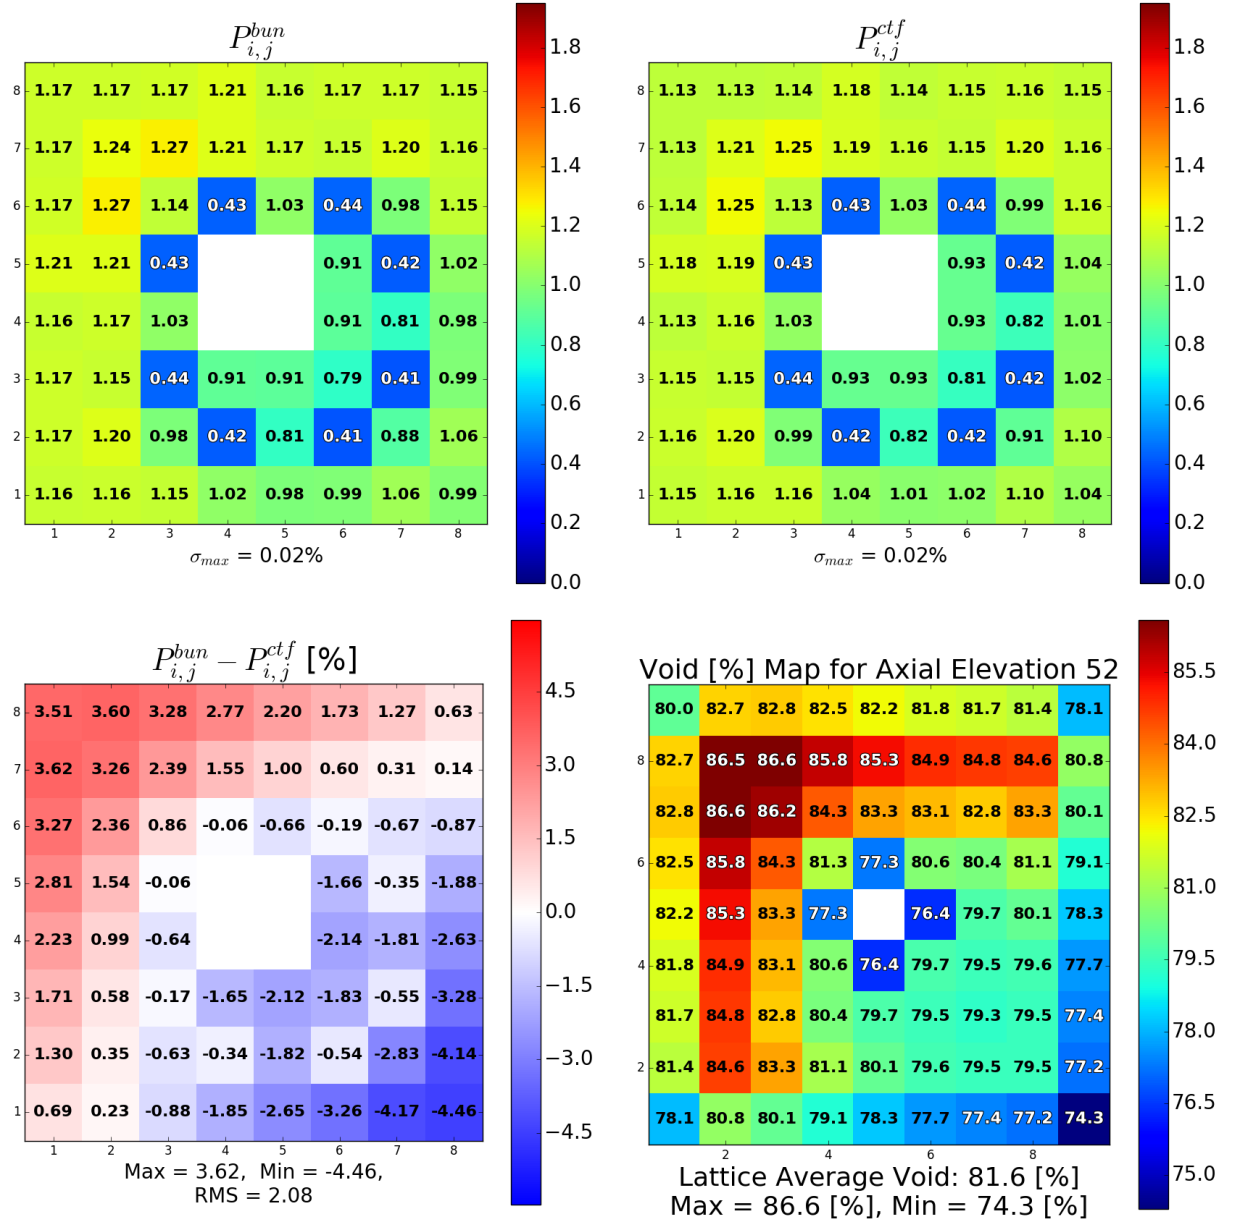 P_{i,j}^{bun}
8 1.17 1.17 1.17 1.21 1.16 1.17 1.17 1.15
7 1.17 1.24 1.27 1.21 1.17 1.15 1.20 1.16
6 1.17 1.27 1.14 0.43 1.03 0.44 0.98 1.15
5 1.21 1.21 0.43 0.91 0.42 1.02
4 1.16 1.17 1.03 0.91 0.81 0.98
3 1.17 1.15 0.44 0.91 0.91 0.79 0.41 0.99
2 1.17 1.20 0.98 0.42 0.81 0.41 0.88 1.06
1 1.16 1.16 1.15 1.02 0.98 0.99 1.06 0.99
1 2 3 4 5 6 7 8
σ_{max} = 0.02%
1.8
1.6
1.4
1.2
1.0
0.8
0.6
0.4
0.2
0.0
P_{i,j}^{ctf}
8 1.13 1.13 1.14 1.18 1.14 1.15 1.16 1.15
7 1.13 1.21 1.25 1.19 1.16 1.15 1.20 1.16
6 1.14 1.25 1.13 0.43 1.03 0.44 0.99 1.16
5 1.18 1.19 0.43 0.93 0.42 1.04
4 1.13 1.16 1.03 0.93 0.82 1.01
3 1.15 1.15 0.44 0.93 0.93 0.81 0.42 1.02
2 1.16 1.20 0.99 0.42 0.82 0.42 0.91 1.10
1 1.15 1.16 1.16 1.04 1.01 1.02 1.10 1.04
1 2 3 4 5 6 7 8
σ_{max} = 0.02%
1.8
1.6
1.4
1.2
1.0
0.8
0.6
0.4
0.2
0.0
P_{i,j}^{bun} − P_{i,j}^{ctf} [%]
8 3.51 3.60 3.28 2.77 2.20 1.73 1.27 0.63
7 3.62 3.26 2.39 1.55 1.00 0.60 0.31 0.14
6 3.27 2.36 0.86 -0.06 -0.66 -0.19 -0.67 -0.87
5 2.81 1.54 -0.06 -1.66 -0.35 -1.88
4 2.23 0.99 -0.64 -2.14 -1.81 -2.63
3 1.71 0.58 -0.17 -1.65 -2.12 -1.83 -0.55 -3.28
2 1.30 0.35 -0.63 -0.34 -1.82 -0.54 -2.83 -4.14
1 0.69 0.23 -0.88 -1.85 -2.65 -3.26 -4.17 -4.46
1 2 3 4 5 6 7 8
Max = 3.62, Min = -4.46,
RMS = 2.08
4.5
3.0
1.5
0.0
−1.5
−3.0
−4.5
Void [%] Map for Axial Elevation 52
80.0 82.7 82.8 82.5 82.2 81.8 81.7 81.4 78.1
8 82.7 86.5 86.6 85.8 85.3 84.9 84.8 84.6 80.8
82.8 86.6 86.2 84.3 83.3 83.1 82.8 83.3 80.1
6 82.5 85.8 84.3 81.3 77.3 80.6 80.4 81.1 79.1
82.2 85.3 83.3 77.3 76.4 79.7 80.1 78.3
4 81.8 84.9 83.1 80.6 76.4 79.7 79.5 79.6 77.7
81.7 84.8 82.8 80.4 79.7 79.5 79.3 79.5 77.4
2 81.4 84.6 83.3 81.1 80.1 79.6 79.5 79.5 77.2
78.1 80.8 80.1 79.1 78.3 77.7 77.4 77.2 74.3
2 4 6 8
Lattice Average Void: 81.6 [%]
Max = 86.6 [%], Min = 74.3 [%]
85.5
84.0
82.5
81.0
79.5
78.0
76.5
75.0